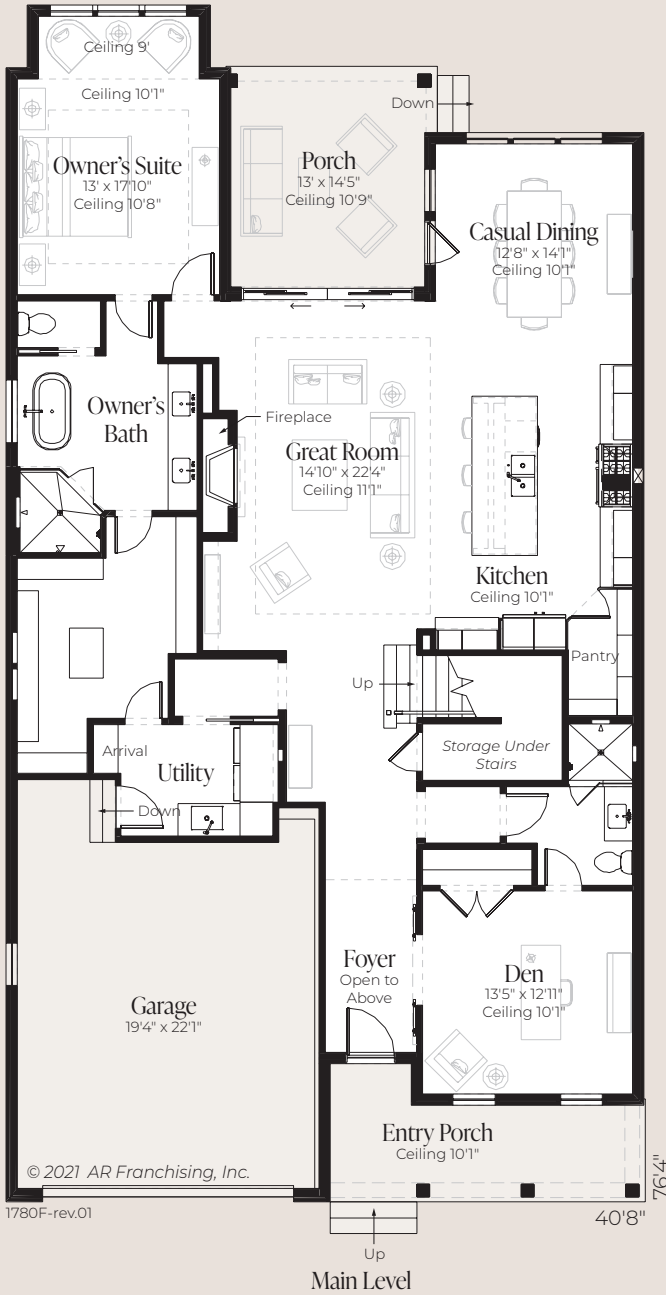 Ceiling 9'
Ceiling 10'1"
Owner's Suite
13' x 17'10"
Ceiling 10'8"
Down
Porch
13' x 14'5"
Ceiling 10'9"
Casual Dining
12'8" x 14'1"
Ceiling 10'1"
Owner's
Bath
Fireplace
Great Room
14'10" x 22'4"
Ceiling 11'1"
Kitchen
Ceiling 10'1"
Pantry
Up
Storage Under
Stairs
Arrival
Utility
Down
Foyer
Open to
Above
Den
13'5" x 12'11"
Ceiling 10'1"
Garage
19'4" x 22'1"
Entry Porch
Ceiling 10'1"
© 2021 AR Franchising, Inc.
1780F-rev.01
40'8"
76'4"
Up
Main Level